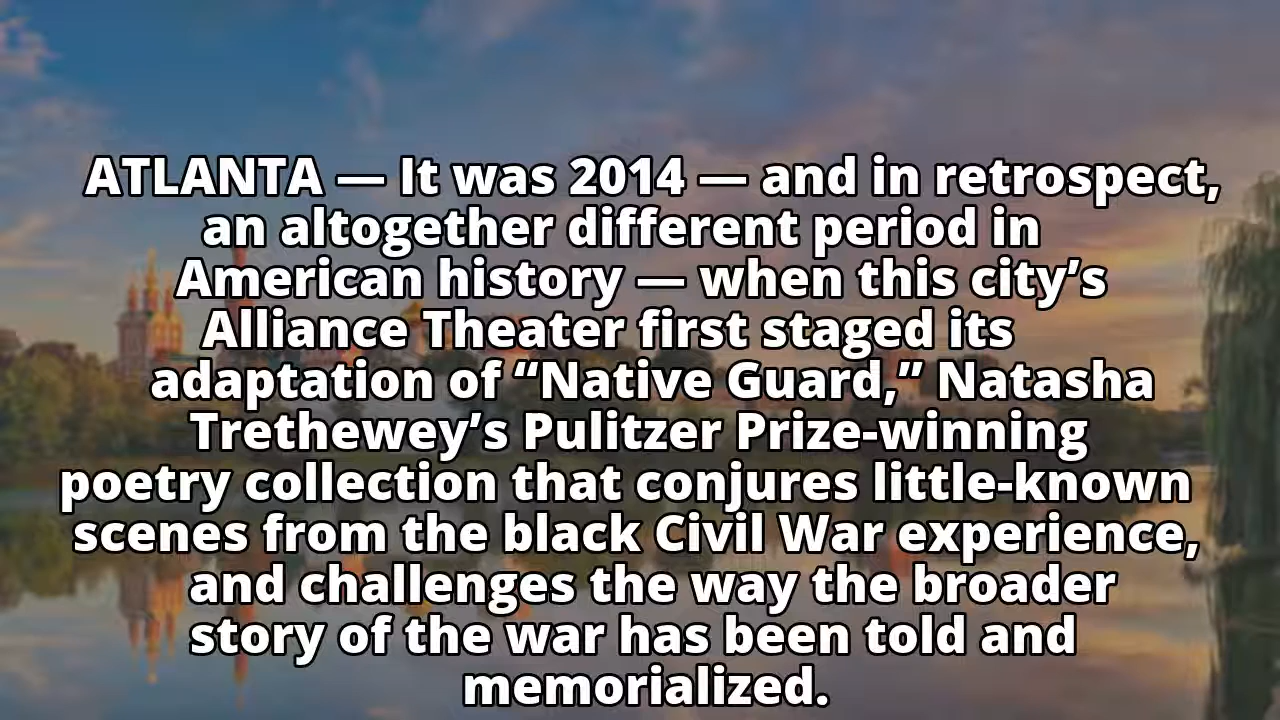 ATLANTA — It was 2014 — and in retrospect,
an altogether different period in
American history — when this city’s
Alliance Theater first staged its
adaptation of “Native Guard,” Natasha
Trethewey’s Pulitzer Prize-winning
poetry collection that conjures little-known
scenes from the black Civil War experience,
and challenges the way the broader
story of the war has been told and
memorialized.